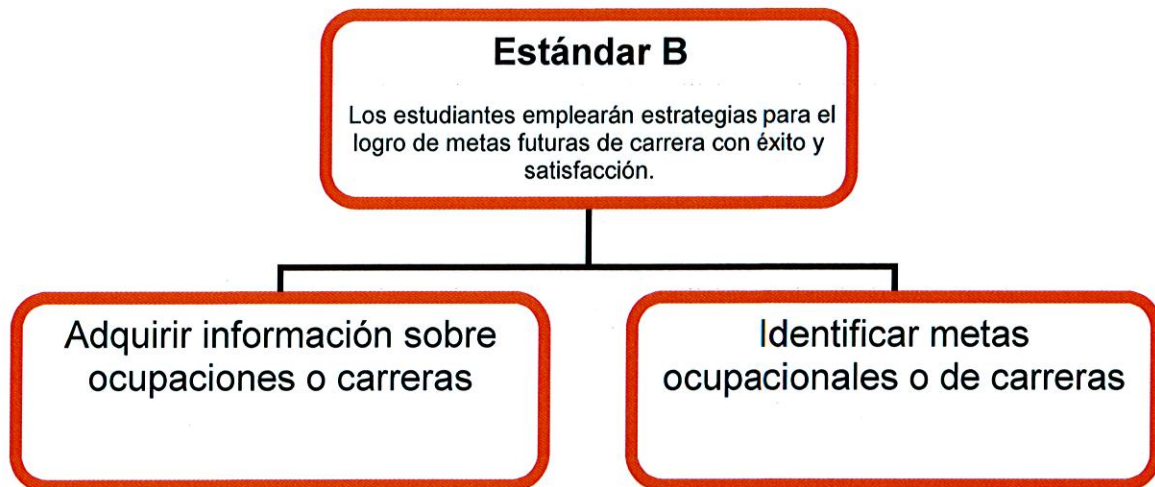 Estándar B
Los estudiantes emplearán estrategias para el
logro de metas futuras de carrera con éxito y
satisfacción.
Adquirir información sobre
ocupaciones o carreras
Identificar metas
ocupacionales o de carreras